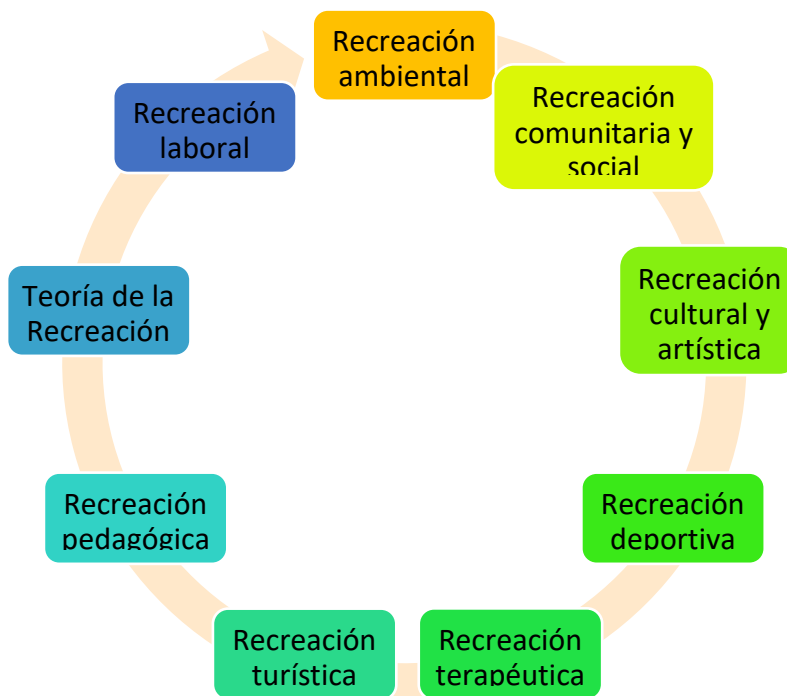 Recreación
ambiental
Recreación
comunitaria y
social
Recreación
cultural y
artística
Recreación
deportiva
Recreación
terapéutica
Recreación
turística
Recreación
pedagógica
Teoría de la
Recreación
Recreación
laboral